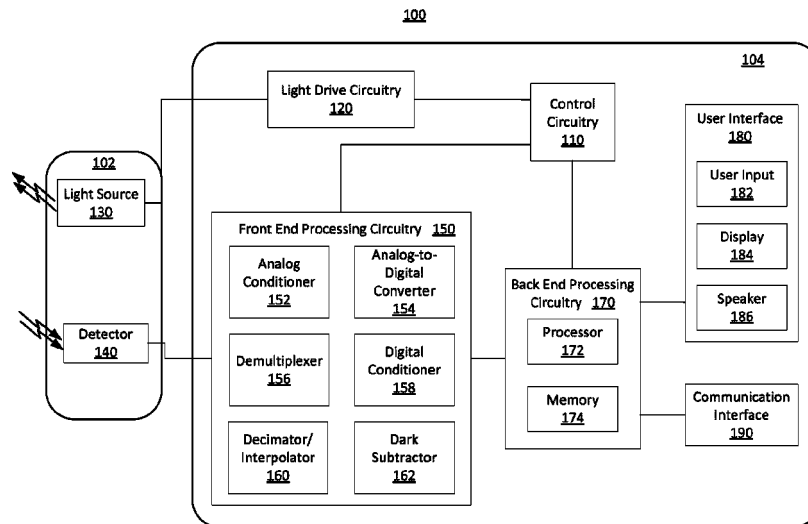 100
104
Light Drive Circuitry
120
Control
Circuitry
110
User Interface
180
User Input
182
Display
184
Speaker
186
102
Light Source
130
Detector
140
Front End Processing Circuitry 150
Analog
Conditioner
152
Analog-to-
Digital
Converter
154
Demultiplexer
156
Digital
Conditioner
158
Decimator/
Interpolator
160
Dark
Subtractor
162
Back End Processing
Circuitry 170
Processor
172
Memory
174
Communication
Interface
190